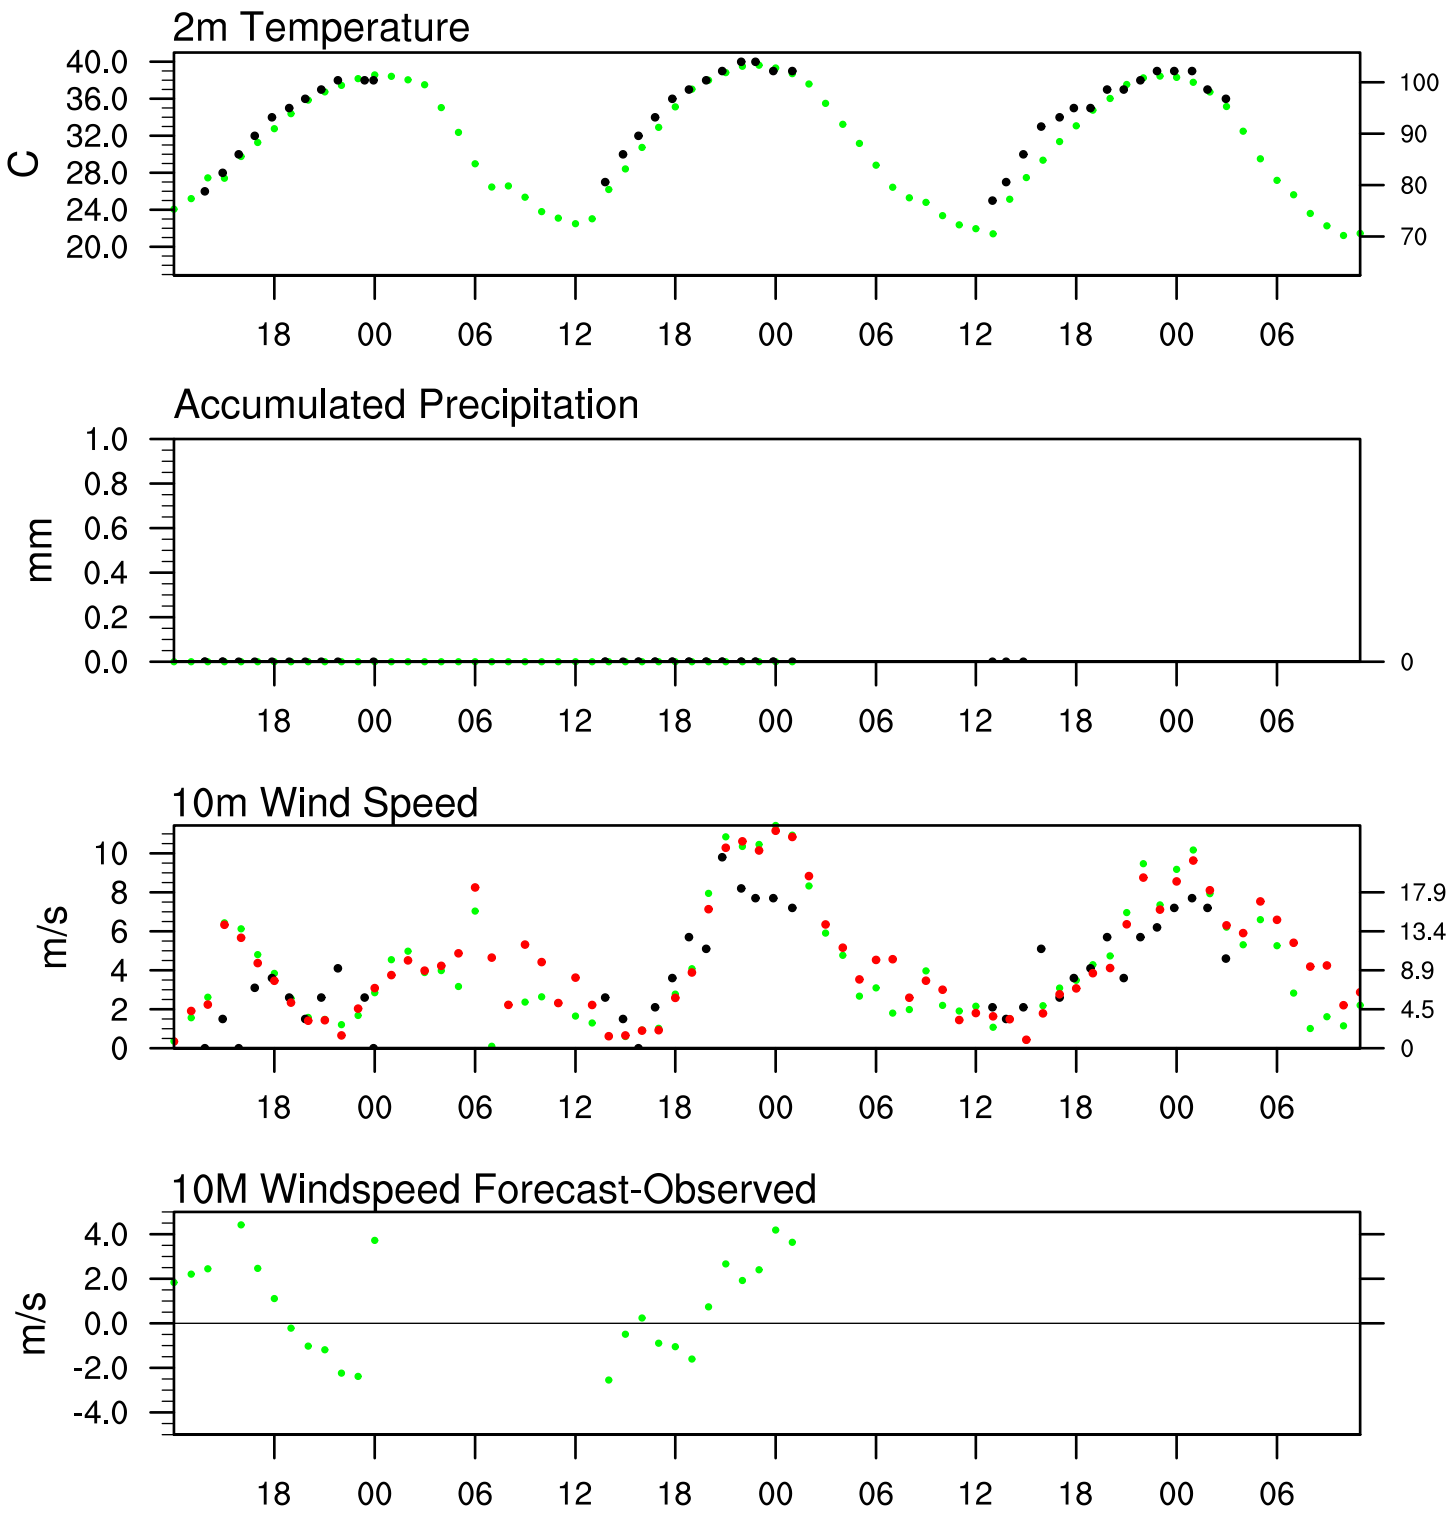 2m Temperature
40.0
36.0
32.0
28.0
24.0
20.0
C
100
90
80
70
18 00 06 12 18 00 06 12 18 00 06
Accumulated Precipitation
1.0
0.8
0.6
0.4
0.2
0.0
mm
0
18 00 06 12 18 00 06 12 18 00 06
10m Wind Speed
10
8
6
4
2
0
m/s
17.9
13.4
8.9
4.5
0
18 00 06 12 18 00 06 12 18 00 06
10M Windspeed Forecast-Observed
4.0
2.0
0.0
-2.0
-4.0
m/s
18 00 06 12 18 00 06 12 18 00 06